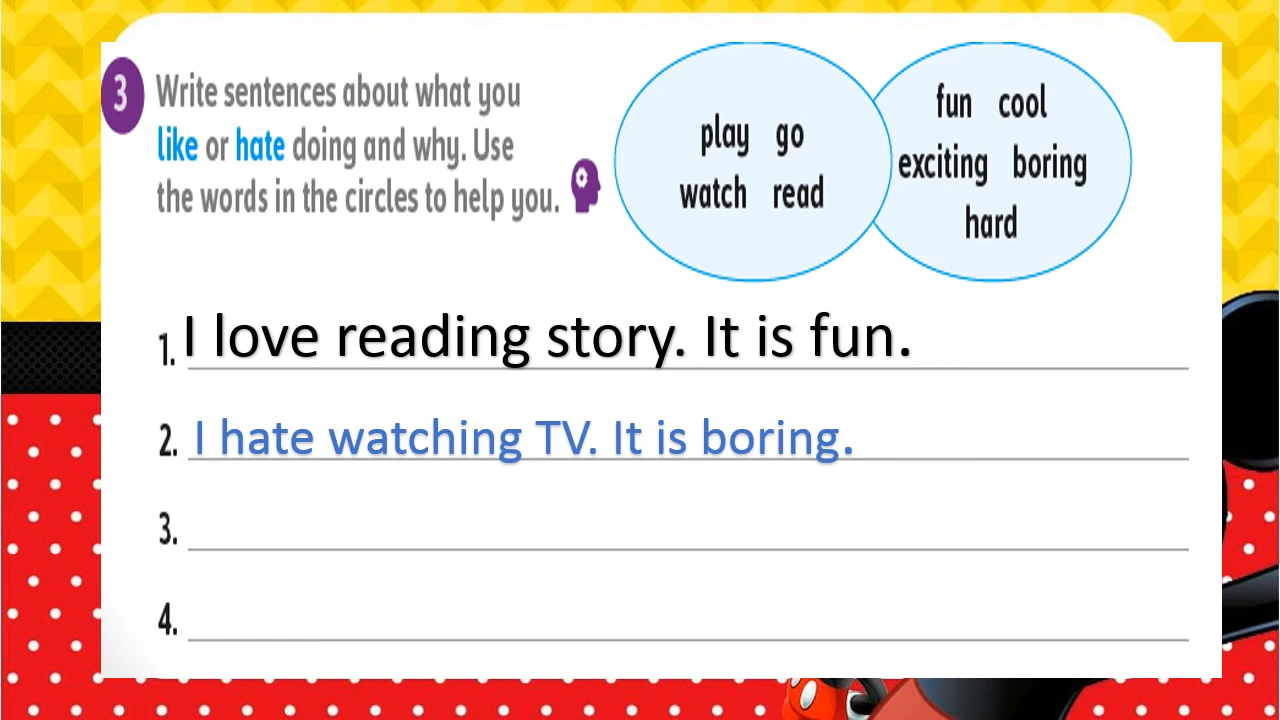 3 Write sentences about what you
like or hate doing and why. Use
the words in the circles to help you.
play go
watch read
fun cool
exciting boring
hard
1. I love reading story. It is fun.
2. I hate watching TV. It is boring.
3.
4.